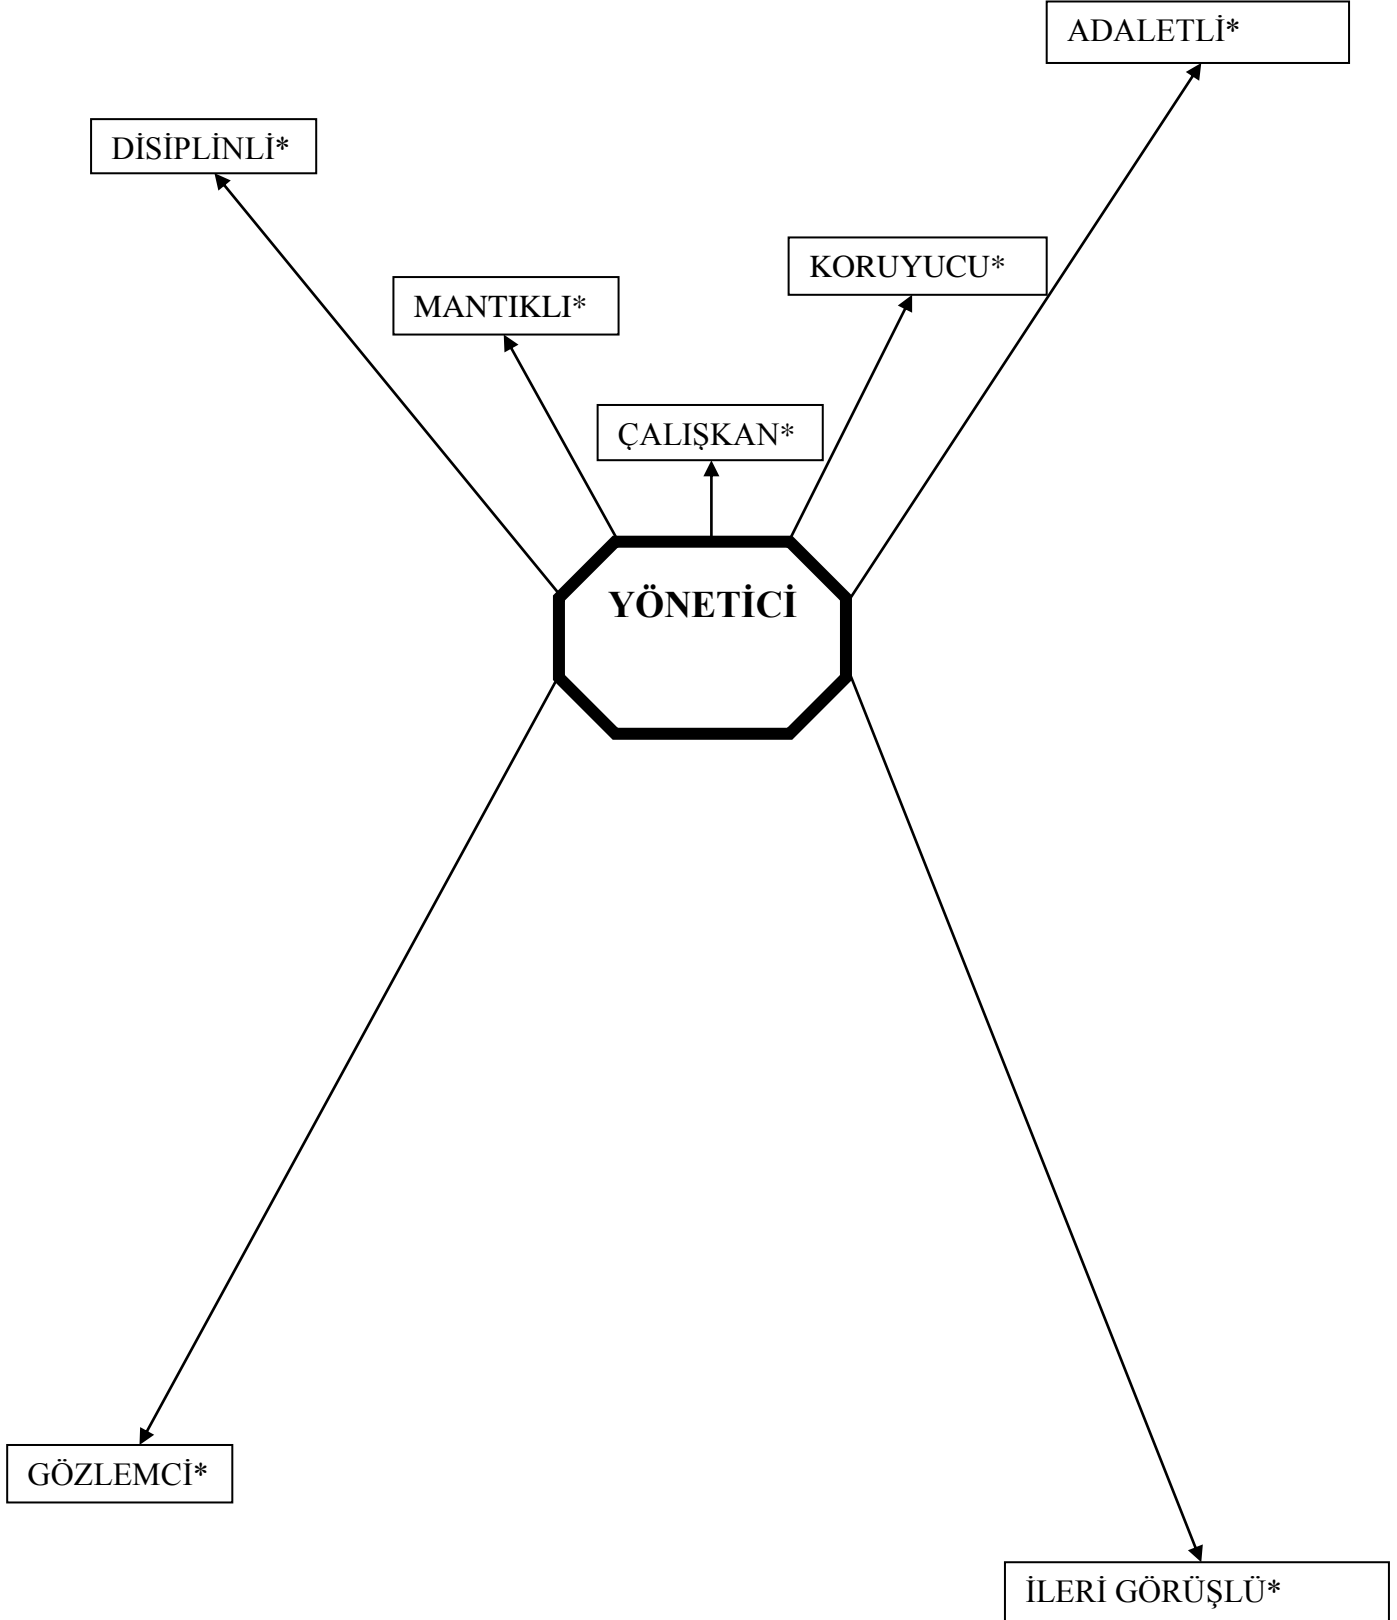 ADALETLİ*
DİSİPLİNLİ*
KORUYUCU*
MANTIKLI*
ÇALIŞKAN*
YÖNETİCİ
GÖZLEMCİ*
İLERİ GÖRÜŞLÜ*